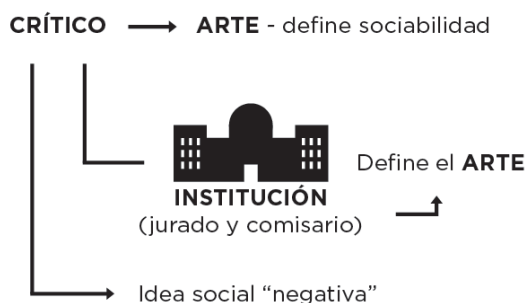 CRÍTICO → ARTE - define sociabilidad
Define el ARTE
INSTITUCIÓN
(jurado y comisario)
Idea social “negativa”